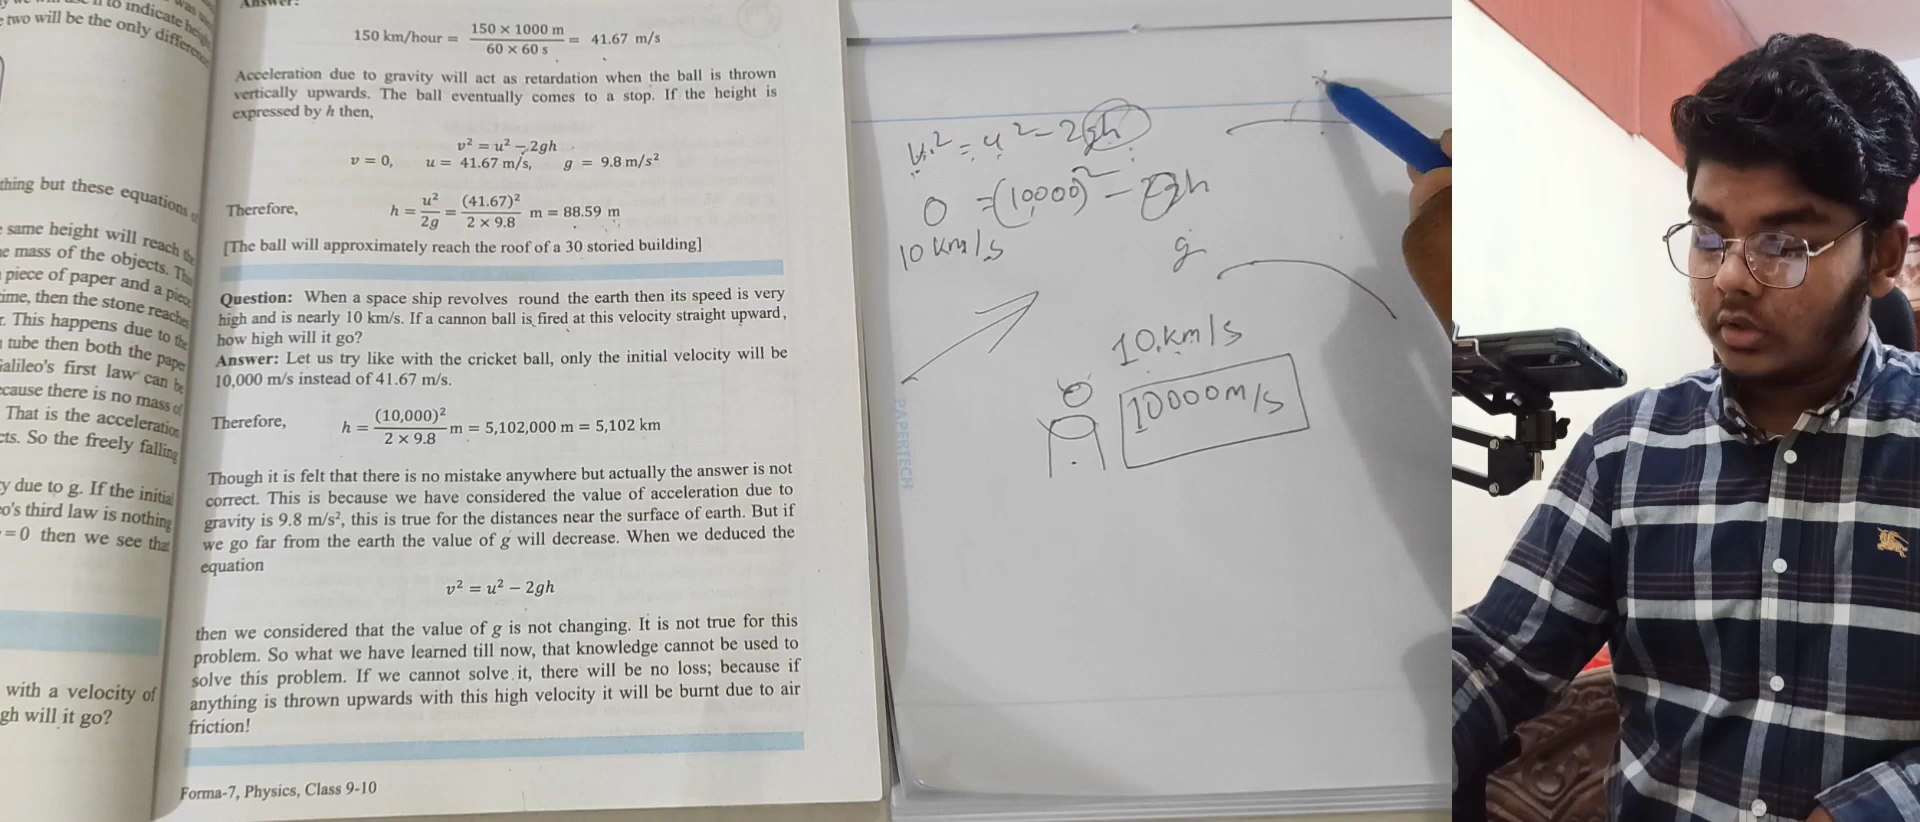 to indicate heigh
two will be the only differen
thing but these equations
same height will reach the
mass of the objects. Th
piece of paper and a piec
ime, then the stone reache
This happens due to the
tube then both the pape
alileo's first law can be
cause there is no mass of
That is the acceleration
cts. So the freely falling
y due to g. If the initia
o's third law is nothing
=0 then we see tha
with a velocity of
gh will it go?
Answer:
150 km/hour = 150 × 1000 m / 60 × 60 s = 41.67 m/s
Acceleration due to gravity will act as retardation when the ball is thrown
vertically upwards. The ball eventually comes to a stop. If the height is
expressed by h then,
v² = u² − 2gh
v = 0, u = 41.67 m/s, g = 9.8 m/s²
Therefore, h = u² / 2g = (41.67)² / 2 × 9.8 m = 88.59 m
[The ball will approximately reach the roof of a 30 storied building]
Question: When a space ship revolves round the earth then its speed is very
high and is nearly 10 km/s. If a cannon ball is fired at this velocity straight upward,
how high will it go?
Answer: Let us try like with the cricket ball, only the initial velocity will be
10,000 m/s instead of 41.67 m/s.
Therefore, h = (10,000)² / 2 × 9.8 m = 5,102,000 m = 5,102 km
Though it is felt that there is no mistake anywhere but actually the answer is not
correct. This is because we have considered the value of acceleration due to
gravity is 9.8 m/s², this is true for the distances near the surface of earth. But if
we go far from the earth the value of g will decrease. When we deduced the
equation
v² = u² − 2gh
then we considered that the value of g is not changing. It is not true for this
problem. So what we have learned till now, that knowledge cannot be used to
solve this problem. If we cannot solve it, there will be no loss; because if
anything is thrown upwards with this high velocity it will be burnt due to air
friction!
Forma-7, Physics, Class 9-10
v² = u² − 2gh
0 = (10000)² − 2gh
10 km/s
g
10 km/s
10000 m/s
PAPERTECH